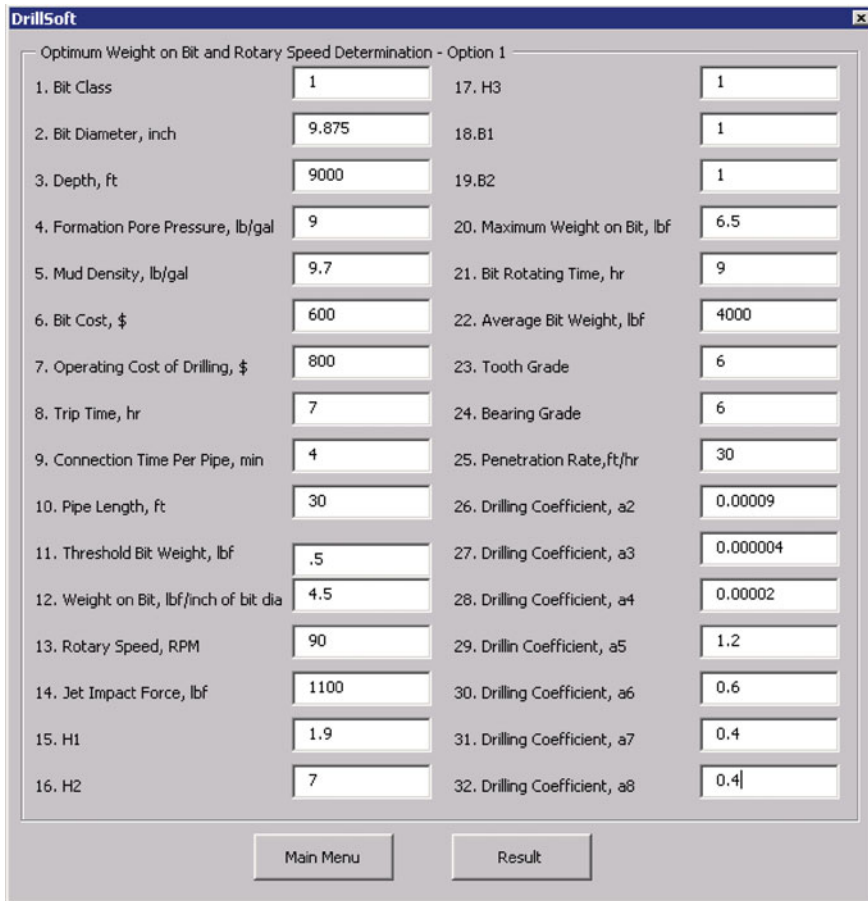 DrillSoft
Optimum Weight on Bit and Rotary Speed Determination - Option 1
1. Bit Class 1
2. Bit Diameter, inch 9.875
3. Depth, ft 9000
4. Formation Pore Pressure, lb/gal 9
5. Mud Density, lb/gal 9.7
6. Bit Cost, $ 600
7. Operating Cost of Drilling, $ 800
8. Trip Time, hr 7
9. Connection Time Per Pipe, min 4
10. Pipe Length, ft 30
11. Threshold Bit Weight, lbf .5
12. Weight on Bit, lbf/inch of bit dia 4.5
13. Rotary Speed, RPM 90
14. Jet Impact Force, lbf 1100
15. H1 1.9
16. H2 7
17. H3 1
18.B1 1
19.B2 1
20. Maximum Weight on Bit, lbf 6.5
21. Bit Rotating Time, hr 9
22. Average Bit Weight, lbf 4000
23. Tooth Grade 6
24. Bearing Grade 6
25. Penetration Rate,ft/hr 30
26. Drilling Coefficient, a2 0.00009
27. Drilling Coefficient, a3 0.000004
28. Drilling Coefficient, a4 0.00002
29. Drillin Coefficient, a5 1.2
30. Drilling Coefficient, a6 0.6
31. Drilling Coefficient, a7 0.4
32. Drilling Coefficient, a8 0.4
Main Menu
Result